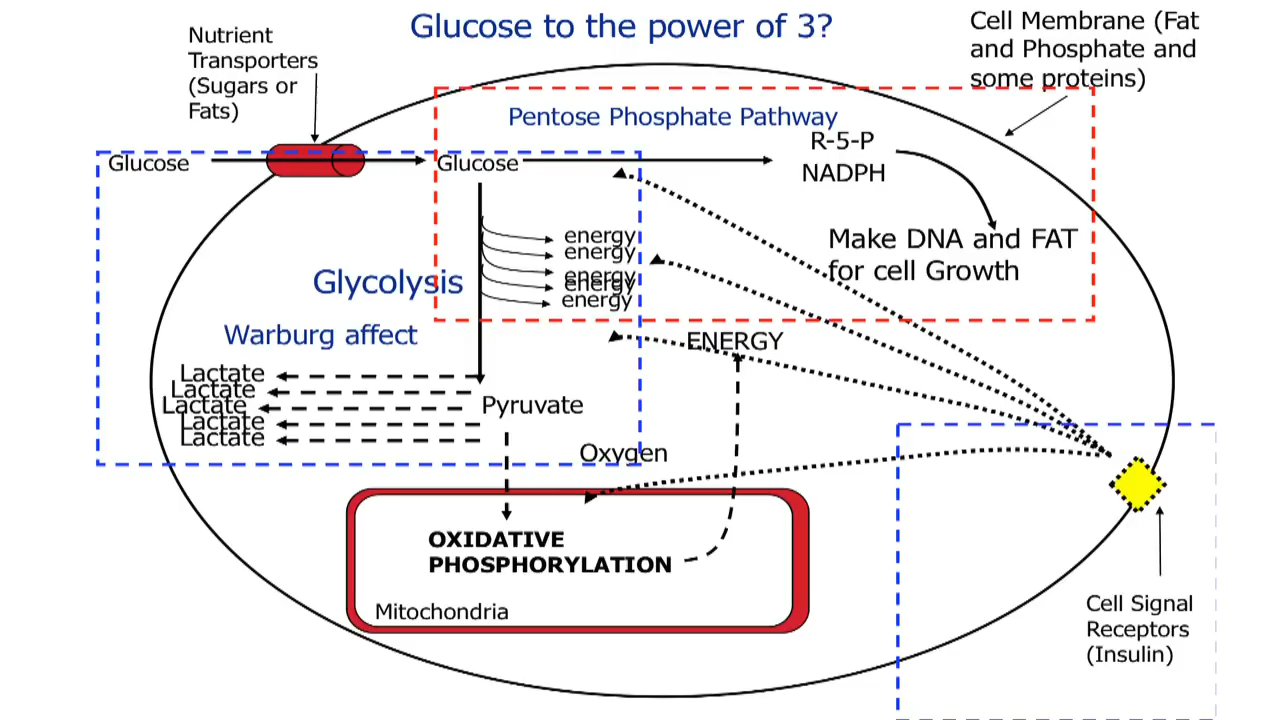 Glucose to the power of 3?
Nutrient
Transporters
(Sugars or
Fats)
Cell Membrane (Fat
and Phosphate and
some proteins)
Pentose Phosphate Pathway
Glucose
Glucose
R-5-P
NADPH
Make DNA and FAT
for cell Growth
energy
energy
energy
energy
energy
Glycolysis
Warburg affect
ENERGY
Lactate
Lactate
Lactate
Lactate
Lactate
Pyruvate
Oxygen
OXIDATIVE
PHOSPHORYLATION
Mitochondria
Cell Signal
Receptors
(Insulin)